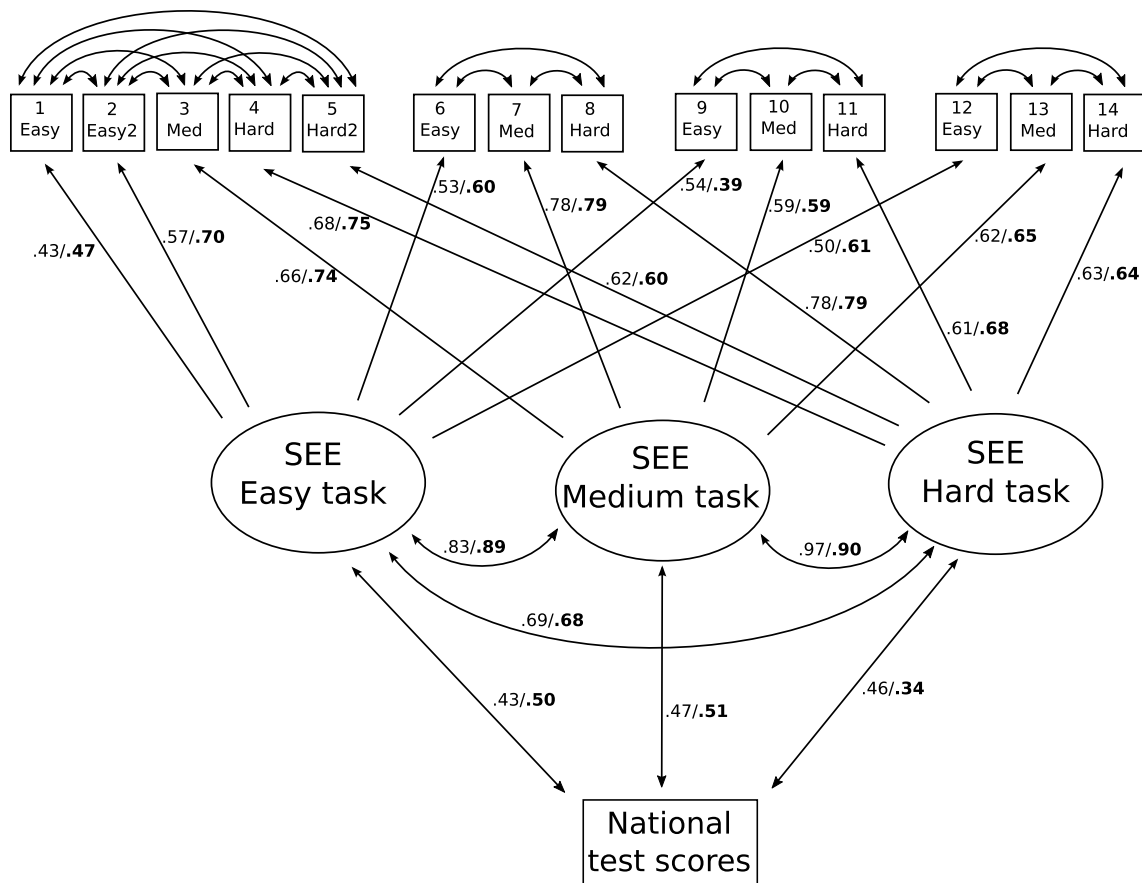 1
Easy
2
Easy2
3
Med
4
Hard
5
Hard2
6
Easy
7
Med
8
Hard
9
Easy
10
Med
11
Hard
12
Easy
13
Med
14
Hard
.43/.47
.57/.70
.66/.74
.68/.75
.53/.60
.62/.60
.78/.79
.54/.39
.59/.59
.50/.61
.78/.79
.61/.68
.62/.65
.63/.64
SEE
Easy task
SEE
Medium task
SEE
Hard task
.83/.89
.97/.90
.69/.68
.43/.50
.47/.51
.46/.34
National
test scores